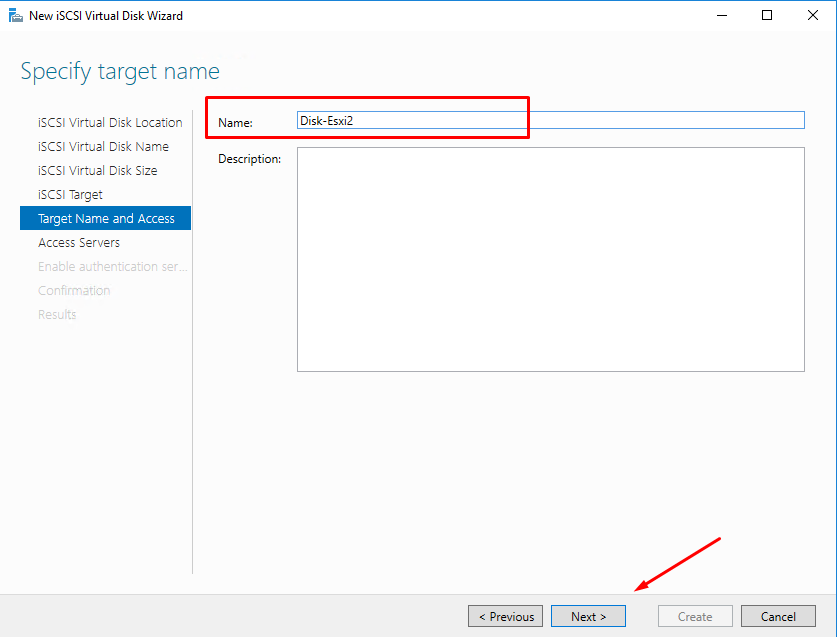 New iSCSI Virtual Disk Wizard
Specify target name
iSCSI Virtual Disk Location
iSCSI Virtual Disk Name
iSCSI Virtual Disk Size
iSCSI Target
Target Name and Access
Access Servers
Enable authentication ser...
Confirmation
Results
Name:
Disk-Esxi2
Description:
< Previous
Next >
Create
Cancel